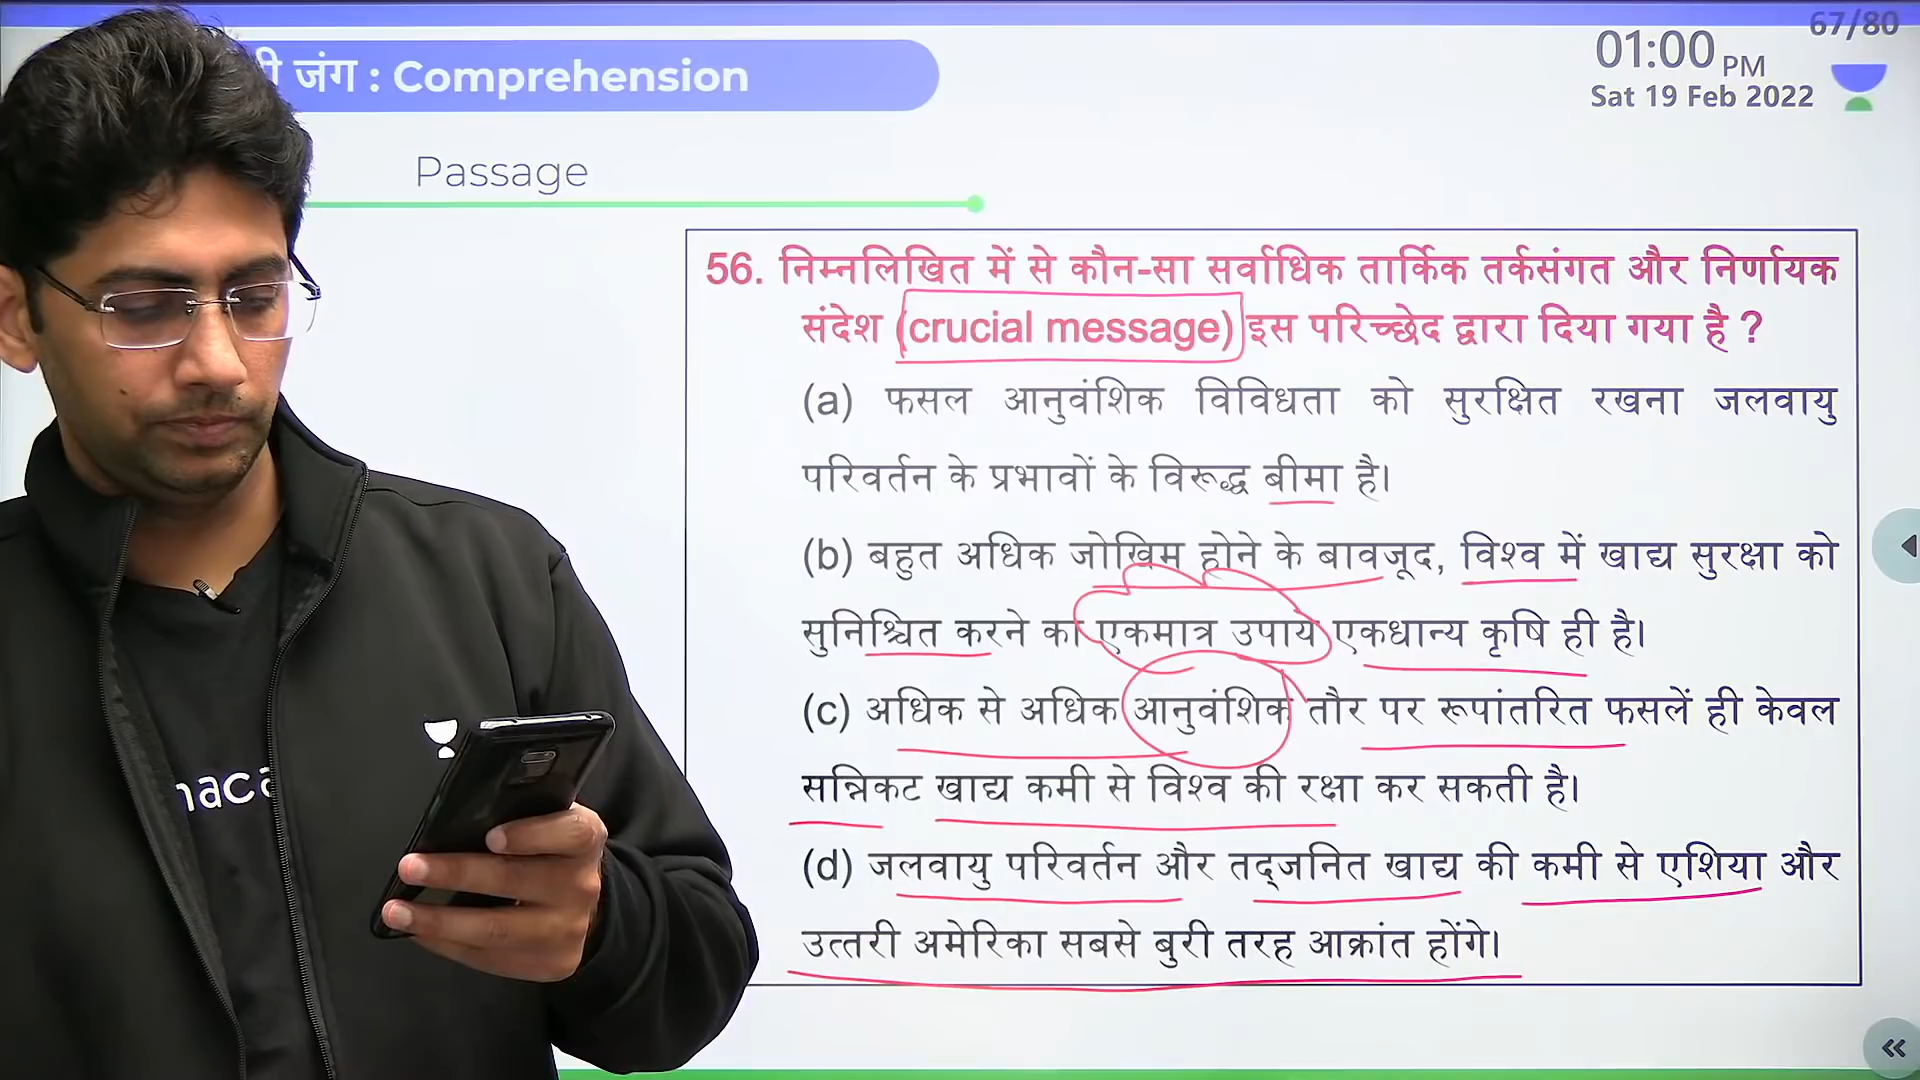 67/80
01:00 PM
Sat 19 Feb 2022
ी जंग : Comprehension
Passage
56. निम्नलिखित में से कौन-सा सर्वाधिक तार्किक तर्कसंगत और निर्णायक
संदेश (crucial message) इस परिच्छेद द्वारा दिया गया है ?
(a) फसल आनुवंशिक विविधता को सुरक्षित रखना जलवायु
परिवर्तन के प्रभावों के विरूद्ध बीमा है।
(b) बहुत अधिक जोखिम होने के बावजूद, विश्व में खाद्य सुरक्षा को
सुनिश्चित करने का एकमात्र उपाय एकधान्य कृषि ही है।
(c) अधिक से अधिक आनुवंशिक तौर पर रूपांतरित फसलें ही केवल
सन्निकट खाद्य कमी से विश्व की रक्षा कर सकती है।
(d) जलवायु परिवर्तन और तद्जनित खाद्य की कमी से एशिया और
उत्तरी अमेरिका सबसे बुरी तरह आक्रांत होंगे।